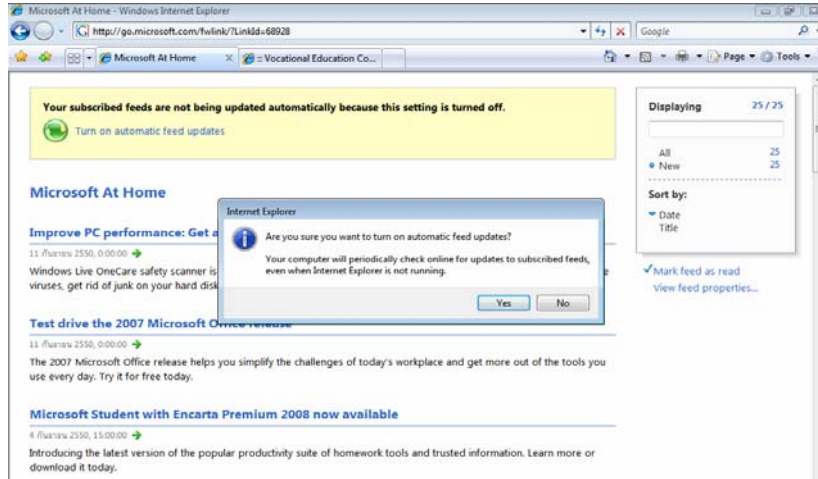 Microsoft At Home - Windows Internet Explorer
http://go.microsoft.com/fwlink/?LinkId=68928
Google
Microsoft At Home
:: Vocational Education Co...
Page
Tools
Your subscribed feeds are not being updated automatically because this setting is turned off.
Turn on automatic feed updates
Displaying 25 / 25
All 25
New 25
Sort by:
Date
Title
Mark feed as read
View feed properties...
Microsoft At Home
Improve PC performance: Get a
11 กันยายน 2550, 0:00:00
Windows Live OneCare safety scanner is
viruses, get rid of junk on your hard disk
Internet Explorer
Are you sure you want to turn on automatic feed updates?
Your computer will periodically check online for updates to subscribed feeds,
even when Internet Explorer is not running.
Yes No
Test drive the 2007 Microsoft Office release
11 กันยายน 2550, 0:00:00
The 2007 Microsoft Office release helps you simplify the challenges of today's workplace and get more out of the tools you
use every day. Try it for free today.
Microsoft Student with Encarta Premium 2008 now available
4 กันยายน 2550, 15:00:00
Introducing the latest version of the popular productivity suite of homework tools and trusted information. Learn more or
download it today.